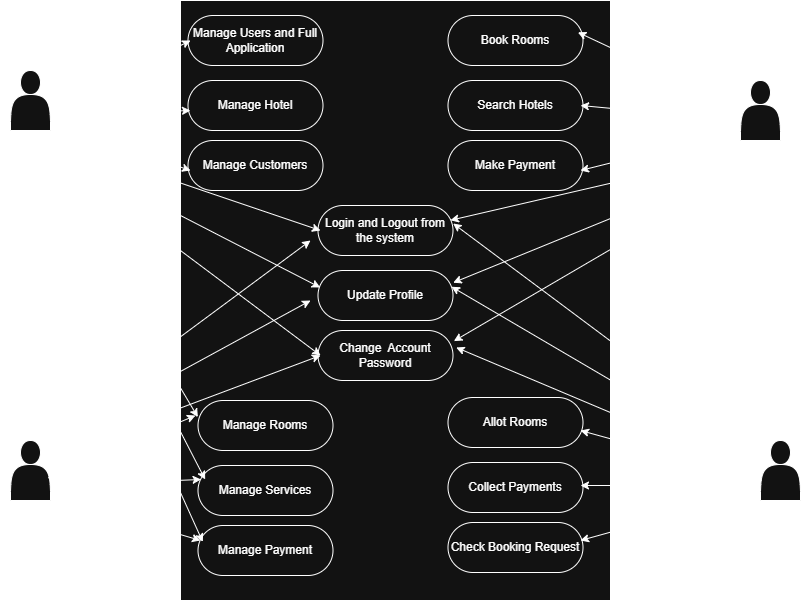 Manage Users and Full
Application
Book Rooms
Manage Hotel
Search Hotels
Manage Customers
Make Payment
Login and Logout from
the system
Update Profile
Change Account
Password
Manage Rooms
Allot Rooms
Manage Services
Collect Payments
Manage Payment
Check Booking Request